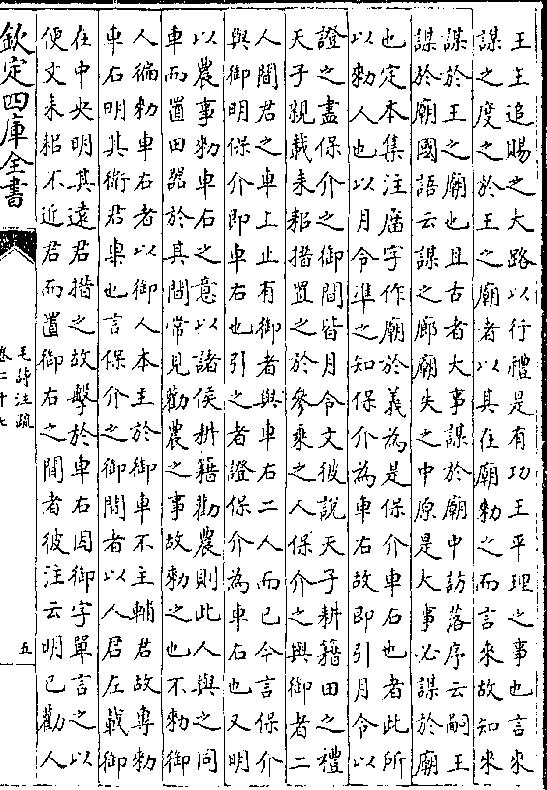 王王追賜之大路以行禮是有功王平理之事也言來
謀之度之於王之廟者以其在廟勑之而言來故知來
謀於王之廟也且古者大事謀於廟中訪落序云嗣王
謀於廟國語云謀之廊廟失之中原是大事必謀於廟
也定本集注廟字作廟於義為是保介車右也者此所
以勑人也以月令準之知保介為車右故即引月令以
證之盡保介之御間皆月令文彼說天子耕籍田之禮
天子親載耒耜措置之於參乘之人保介之與御者二
人間君之車上止有御者與車右二人而已今言保介
與御明保介即車右也引之者證保介為車右也又明
以農事勑車右之意以諸侯耕籍勸農則此人與之同
車而置田器於其間常見勸農之事故勑之也不勑御
人徧勑車右者以御人本主於御車不主輔君故專勑
車右明其衛君車也言保介之御間者以人君左載御
在中央明其遠君措之故繫於車右因御字單言之以
便文耒耜不近君而置御右之間者彼注云明已勸人
欽定四庫全書
毛詩注疏
卷二十七
五